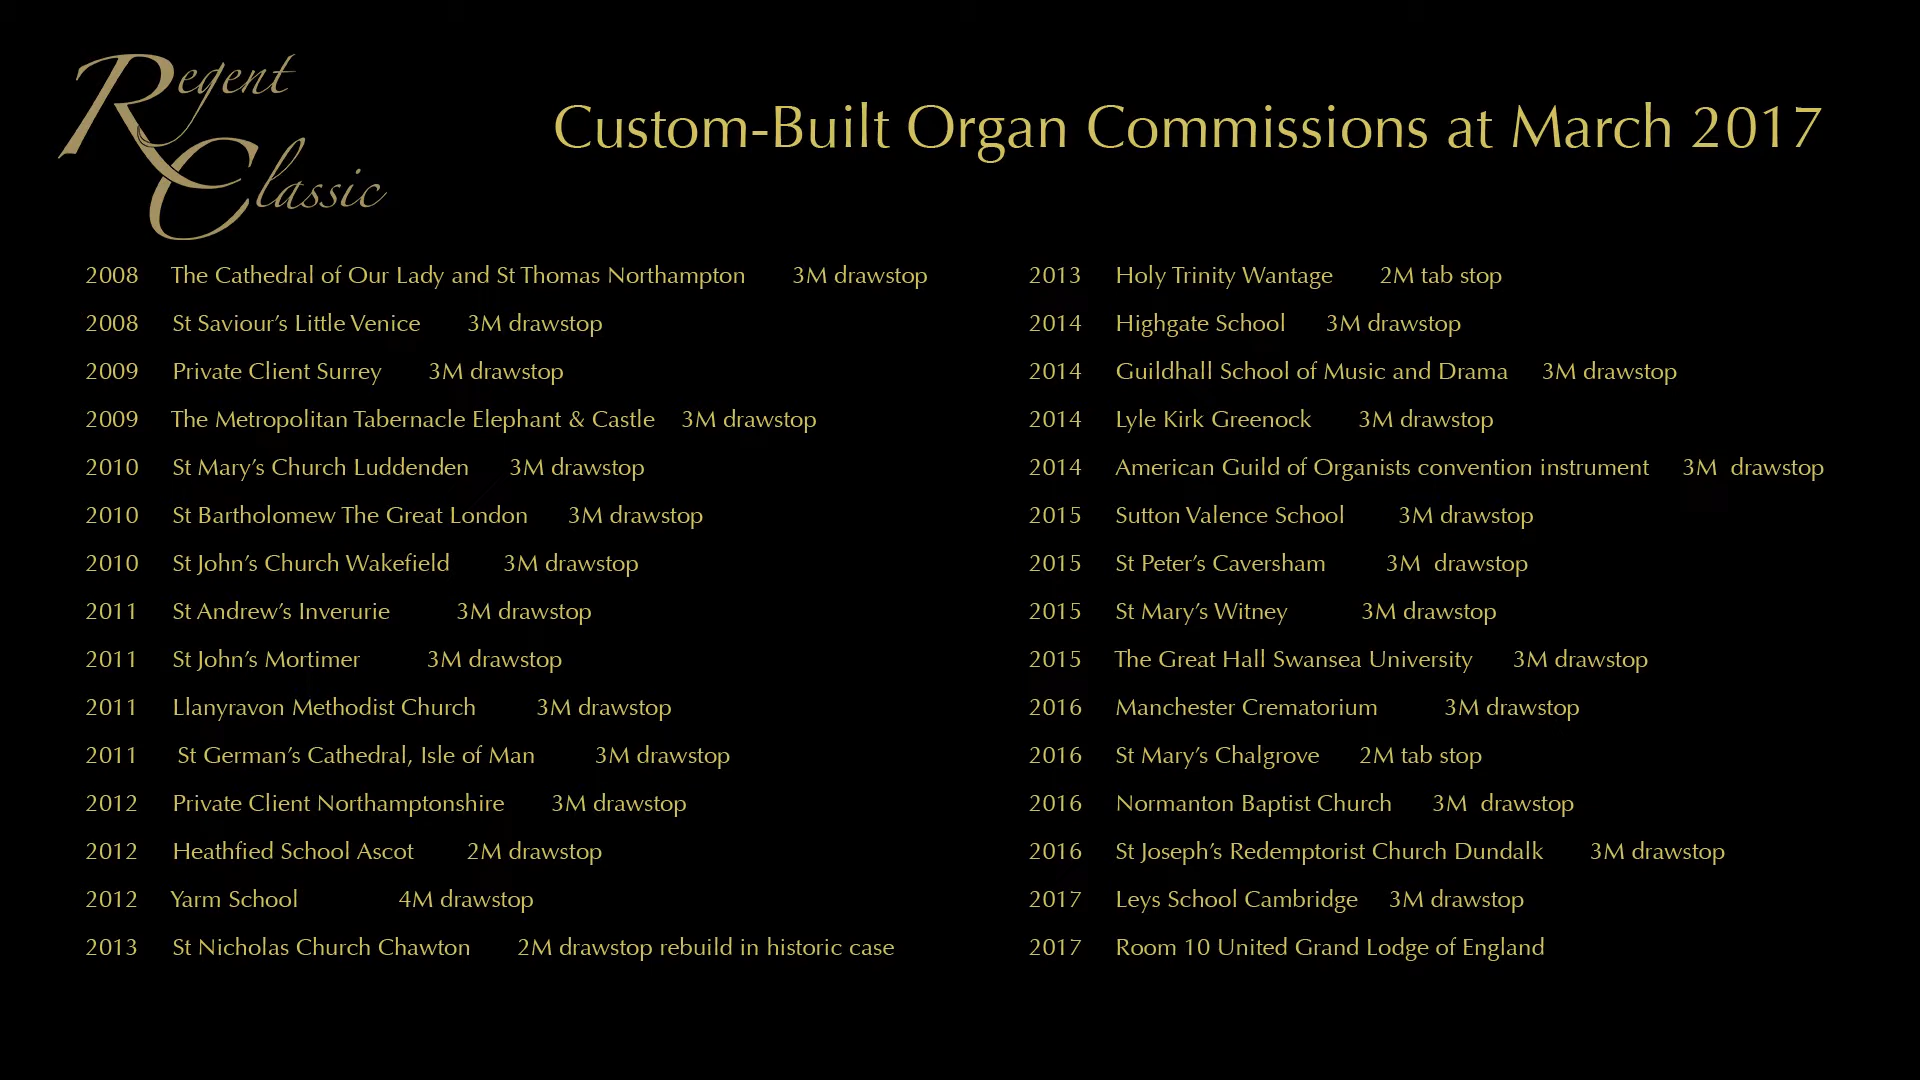 Regent
Classic
Custom-Built Organ Commissions at March 2017
2008 The Cathedral of Our Lady and St Thomas Northampton 3M drawstop
2008 St Saviour’s Little Venice 3M drawstop
2009 Private Client Surrey 3M drawstop
2009 The Metropolitan Tabernacle Elephant & Castle 3M drawstop
2010 St Mary’s Church Luddenden 3M drawstop
2010 St Bartholomew The Great London 3M drawstop
2010 St John’s Church Wakefield 3M drawstop
2011 St Andrew’s Inverurie 3M drawstop
2011 St John’s Mortimer 3M drawstop
2011 Llanyravon Methodist Church 3M drawstop
2011 St German’s Cathedral, Isle of Man 3M drawstop
2012 Private Client Northamptonshire 3M drawstop
2012 Heathfied School Ascot 2M drawstop
2012 Yarm School 4M drawstop
2013 St Nicholas Church Chawton 2M drawstop rebuild in historic case
2013 Holy Trinity Wantage 2M tab stop
2014 Highgate School 3M drawstop
2014 Guildhall School of Music and Drama 3M drawstop
2014 Lyle Kirk Greenock 3M drawstop
2014 American Guild of Organists convention instrument 3M drawstop
2015 Sutton Valence School 3M drawstop
2015 St Peter’s Caversham 3M drawstop
2015 St Mary’s Witney 3M drawstop
2015 The Great Hall Swansea University 3M drawstop
2016 Manchester Crematorium 3M drawstop
2016 St Mary’s Chalgrove 2M tab stop
2016 Normanton Baptist Church 3M drawstop
2016 St Joseph’s Redemptorist Church Dundalk 3M drawstop
2017 Leys School Cambridge 3M drawstop
2017 Room 10 United Grand Lodge of England